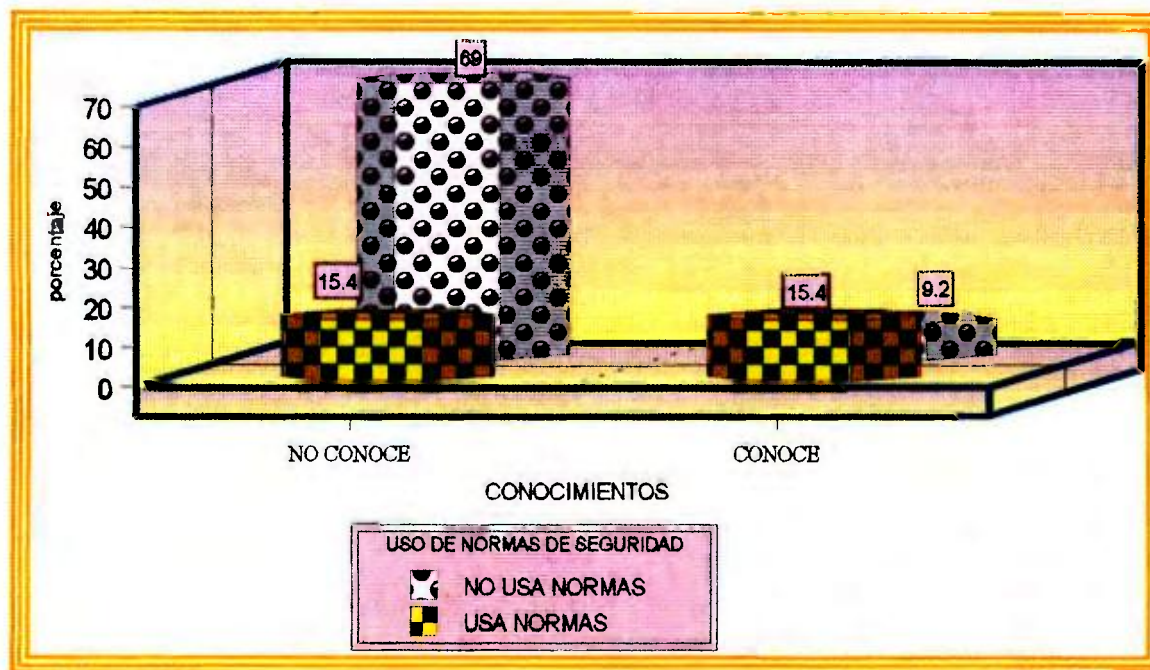 69
70
60
50
40
30
20
10
0
porcentaje
15.4
15.4
9.2
NO CONOCE
CONOCE
CONOCIMIENTOS
USO DE NORMAS DE SEGURIDAD
NO USA NORMAS
USA NORMAS